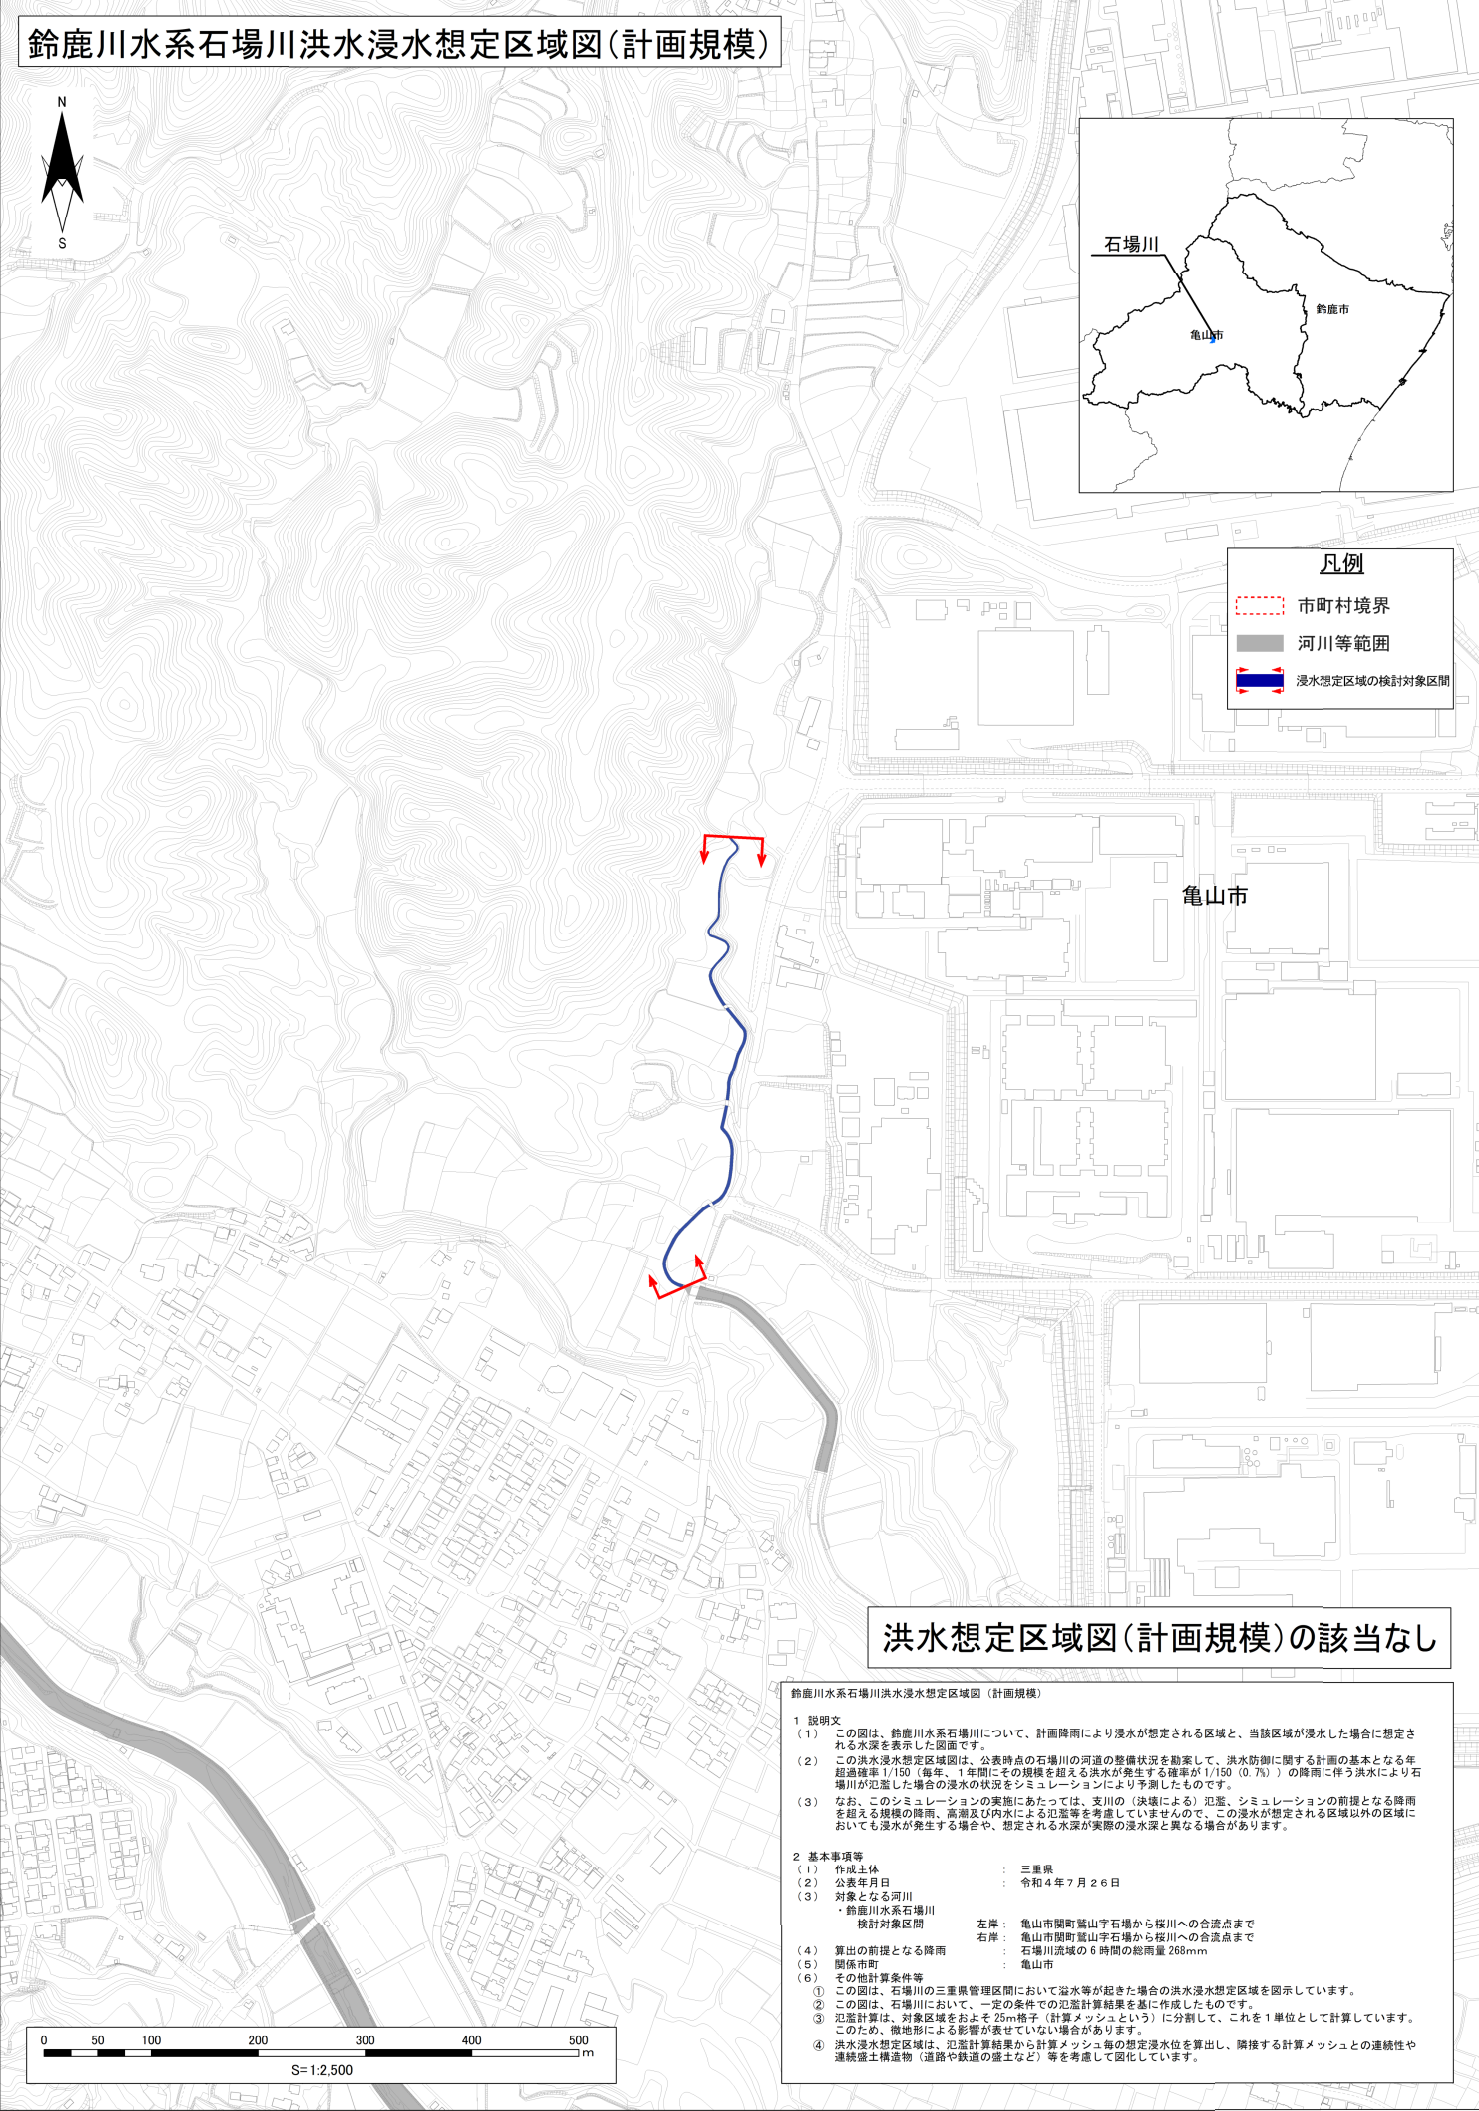 鈴鹿川水系石場川洪水浸水想定区域図(計画規模)
N
S
石場川
鈴鹿市
亀山市
凡例
市町村境界
河川等範囲
浸水想定区域の検討対象区間
亀山市
洪水想定区域図(計画規模)の該当なし
鈴鹿川水系石場川洪水浸水想定区域図（計画規模）
1 説明文
（1） この図は、鈴鹿川水系石場川について、計画降雨により浸水が想定される区域と、当該区域が浸水した場合に想定さ
れる水深を表示した図面です。
（2） この洪水浸水想定区域図は、公表時点の石場川の河道の整備状況を勘案して、洪水防御に関する計画の基本となる年
超過確率 1/150（毎年、1 年間にその規模を超える洪水が発生する確率が 1/150（0.7%））の降雨に伴う洪水により石
場川が氾濫した場合の浸水の状況をシミュレーションにより予測したものです。
（3） なお、このシミュレーションの実施にあたっては、支川の（決壊による）氾濫、シミュレーションの前提となる降雨
を超える規模の降雨、高潮及び内水による氾濫等を考慮していませんので、この浸水が想定される区域以外の区域に
おいても浸水が発生する場合や、想定される水深が実際の浸水深と異なる場合があります。
2 基本事項等
（1） 作成主体 ： 三重県
（2） 公表年月日 ： 令和４年７月２６日
（3） 対象となる河川
・鈴鹿川水系石場川
検討対象区間 左岸： 亀山市関町鷲山字石場から桜川への合流点まで
右岸： 亀山市関町鷲山字石場から桜川への合流点まで
（4） 算出の前提となる降雨 ： 石場川流域の 6 時間の総雨量 268mm
（5） 関係市町 ： 亀山市
（6） その他計算条件等
① この図は、石場川の三重県管理区間において溢水等が起きた場合の洪水浸水想定区域を図示しています。
② この図は、石場川において、一定の条件での氾濫計算結果を基に作成したものです。
③ 氾濫計算は、対象区域をおよそ 25m格子（計算メッシュという）に分割して、これを１単位として計算しています。
このため、微地形による影響が表せていない場合があります。
④ 洪水浸水想定区域は、氾濫計算結果から計算メッシュ毎の想定浸水位を算出し、隣接する計算メッシュとの連続性や
連続盛土構造物（道路や鉄道の盛土など）等を考慮して図化しています。
0 50 100 200 300 400 500
m
S=1:2,500